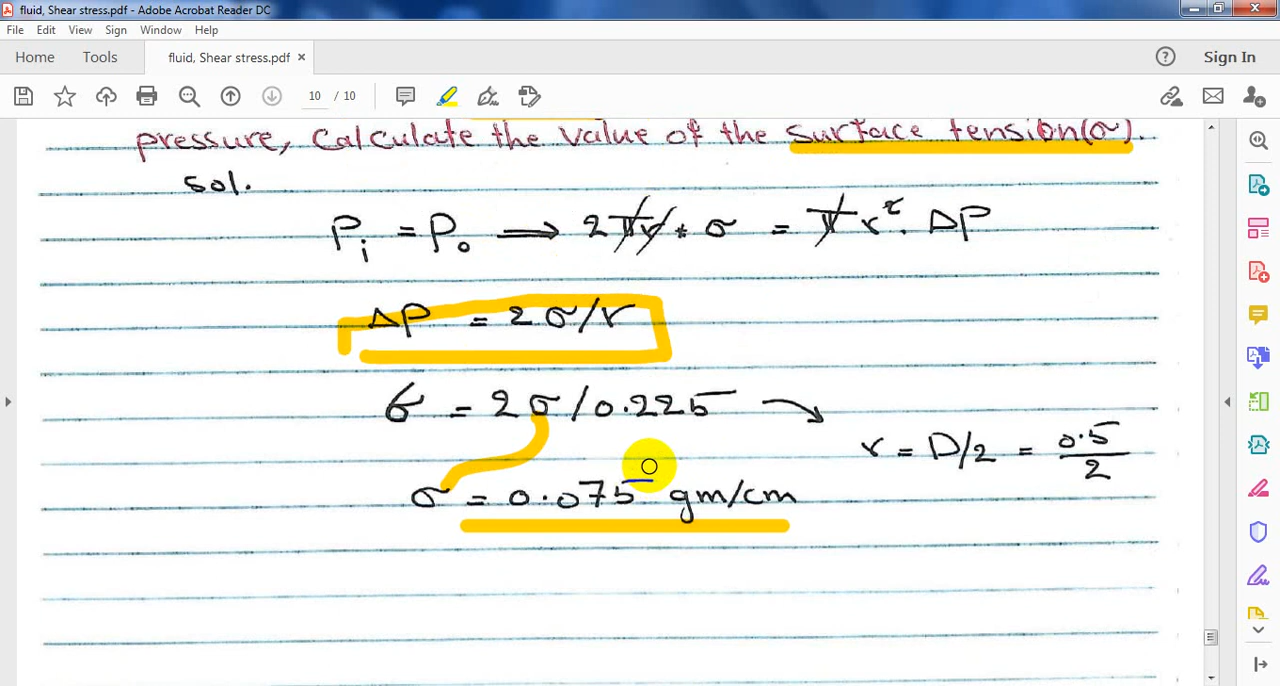 fluid, Shear stress.pdf - Adobe Acrobat Reader DC
File Edit View Sign Window Help
Home Tools fluid, Shear stress.pdf × Sign In
10 / 10
pressure, Calculate the value of the surface tension(σ).
Sol.
Pi = Po ⟹ 2πr * σ = πr². ΔP
ΔP = 2σ/r
6 = 2σ/0.225
r = D/2 = 0.5/2
σ = 0.075 gm/cm